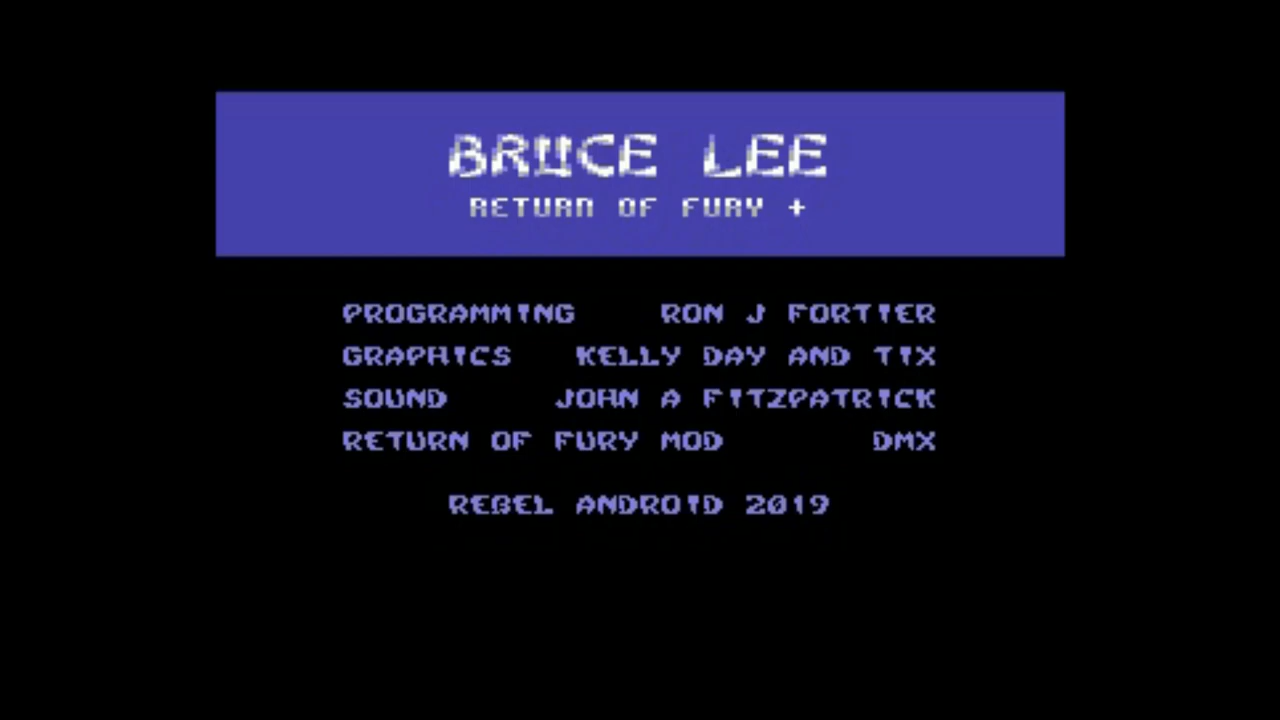 BRUCE LEE
RETURN OF FURY +
PROGRAMMING RON J FORTIER
GRAPHICS KELLY DAY AND TIX
SOUND JOHN A FITZPATRICK
RETURN OF FURY MOD DMX
REBEL ANDROID 2019